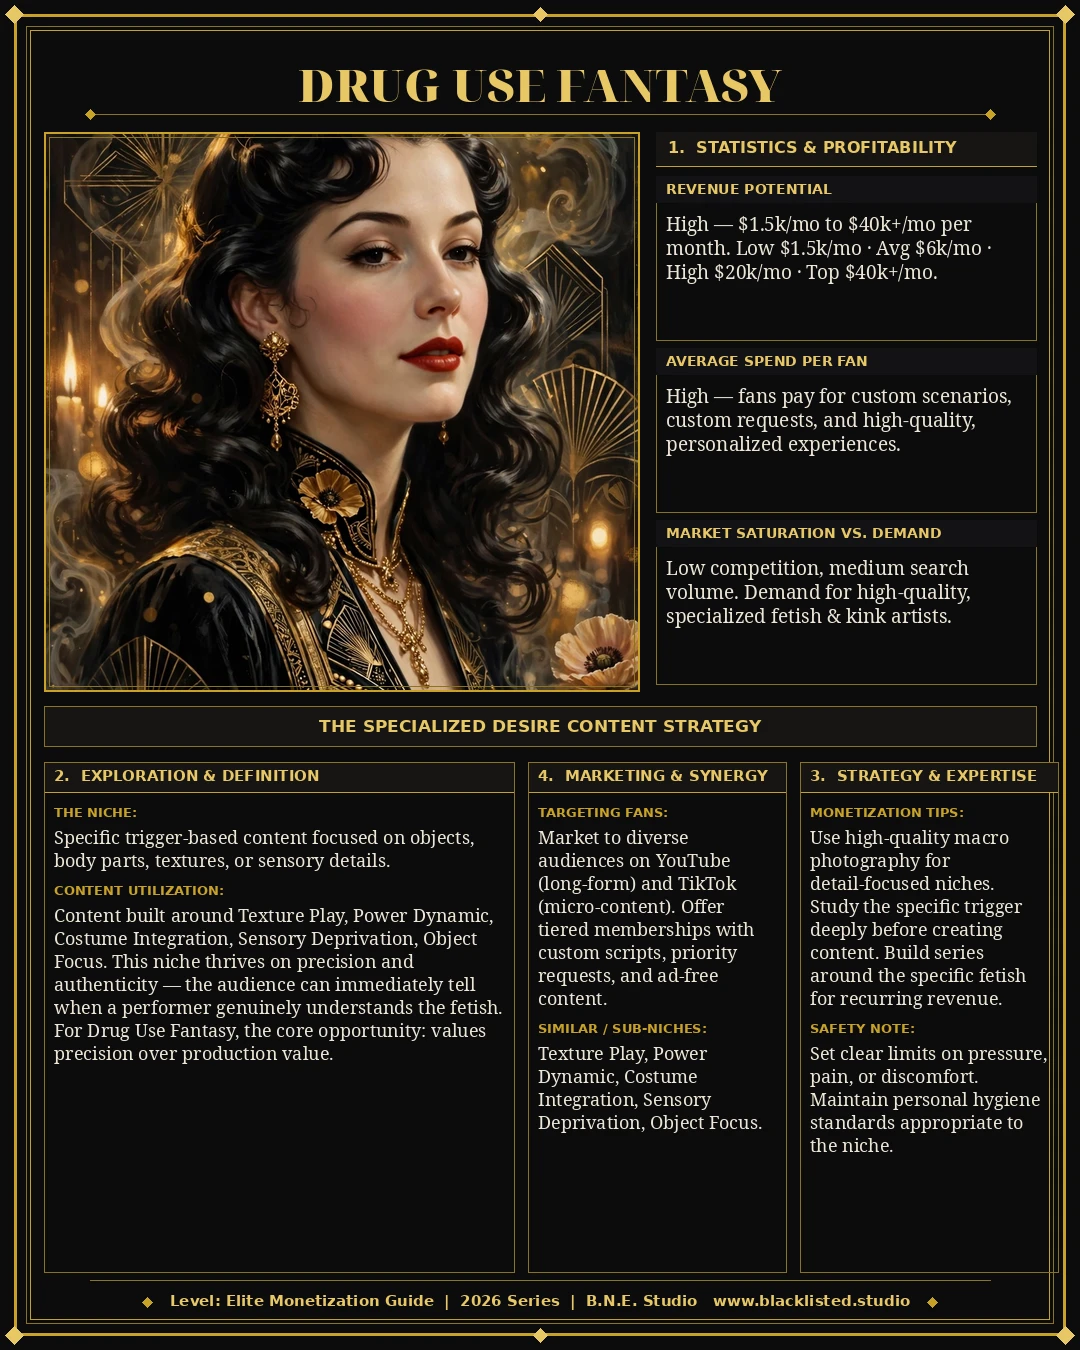 DRUG USE FANTASY
1. STATISTICS & PROFITABILITY
REVENUE POTENTIAL
High — $1.5k/mo to $40k+/mo per
month. Low $1.5k/mo · Avg $6k/mo ·
High $20k/mo · Top $40k+/mo.
AVERAGE SPEND PER FAN
High — fans pay for custom scenarios,
custom requests, and high-quality,
personalized experiences.
MARKET SATURATION VS. DEMAND
Low competition, medium search
volume. Demand for high-quality,
specialized fetish & kink artists.
THE SPECIALIZED DESIRE CONTENT STRATEGY
2. EXPLORATION & DEFINITION
THE NICHE:
Specific trigger-based content focused on objects,
body parts, textures, or sensory details.
CONTENT UTILIZATION:
Content built around Texture Play, Power Dynamic,
Costume Integration, Sensory Deprivation, Object
Focus. This niche thrives on precision and
authenticity — the audience can immediately tell
when a performer genuinely understands the fetish.
For Drug Use Fantasy, the core opportunity: values
precision over production value.
4. MARKETING & SYNERGY
TARGETING FANS:
Market to diverse
audiences on YouTube
(long-form) and TikTok
(micro-content). Offer
tiered memberships with
custom scripts, priority
requests, and ad-free
content.
SIMILAR / SUB-NICHES:
Texture Play, Power
Dynamic, Costume
Integration, Sensory
Deprivation, Object Focus.
3. STRATEGY & EXPERTISE
MONETIZATION TIPS:
Use high-quality macro
photography for
detail-focused niches.
Study the specific trigger
deeply before creating
content. Build series
around the specific fetish
for recurring revenue.
SAFETY NOTE:
Set clear limits on pressure,
pain, or discomfort.
Maintain personal hygiene
standards appropriate to
the niche.
Level: Elite Monetization Guide | 2026 Series | B.N.E. Studio www.blacklisted.studio